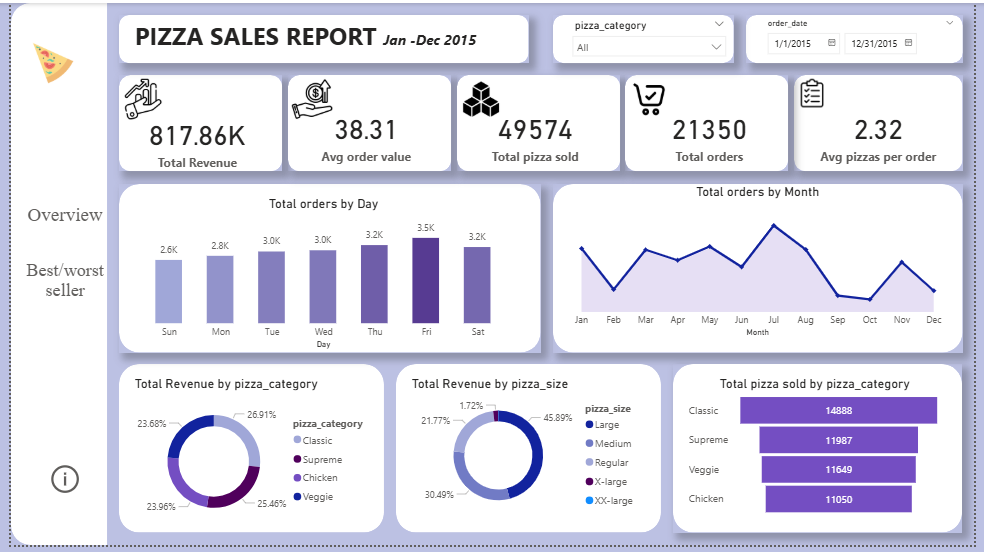 PIZZA SALES REPORT Jan -Dec 2015
pizza_category
All
order_date
1/1/2015
12/31/2015
817.86K
Total Revenue
38.31
Avg order value
49574
Total pizza sold
21350
Total orders
2.32
Avg pizzas per order
Overview
Best/worst
seller
Total orders by Day
2.6K
2.8K
3.0K
3.0K
3.2K
3.5K
3.2K
Sun
Mon
Tue
Wed
Thu
Fri
Sat
Day
Total orders by Month
Jan
Feb
Mar
Apr
May
Jun
Jul
Aug
Sep
Oct
Nov
Dec
Month
Total Revenue by pizza_category
26.91%
23.68%
23.96%
25.46%
pizza_category
Classic
Supreme
Chicken
Veggie
Total Revenue by pizza_size
1.72%
21.77%
45.89%
30.49%
pizza_size
Large
Medium
Regular
X-large
XX-large
Total pizza sold by pizza_category
Classic 14888
Supreme 11987
Veggie 11649
Chicken 11050
i